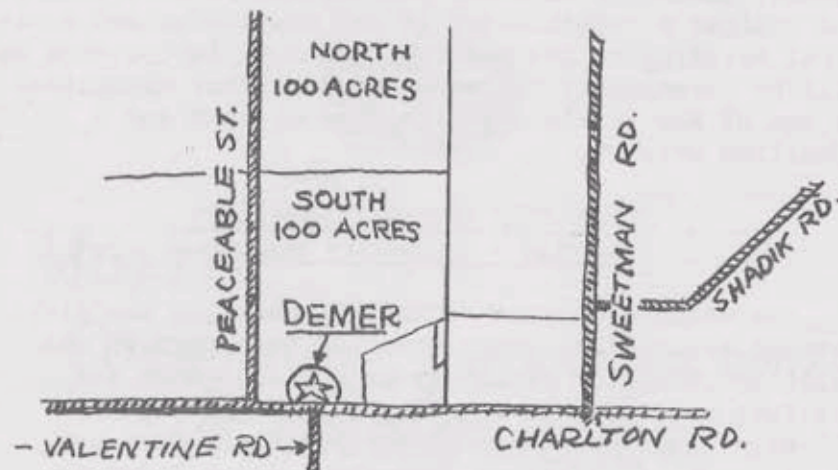 NORTH
100 ACRES
PEACEABLE ST.
SOUTH
100 ACRES
SWEETMAN RD.
SHADIK RD.
DEMER
- VALENTINE RD→
CHARLTON RD.